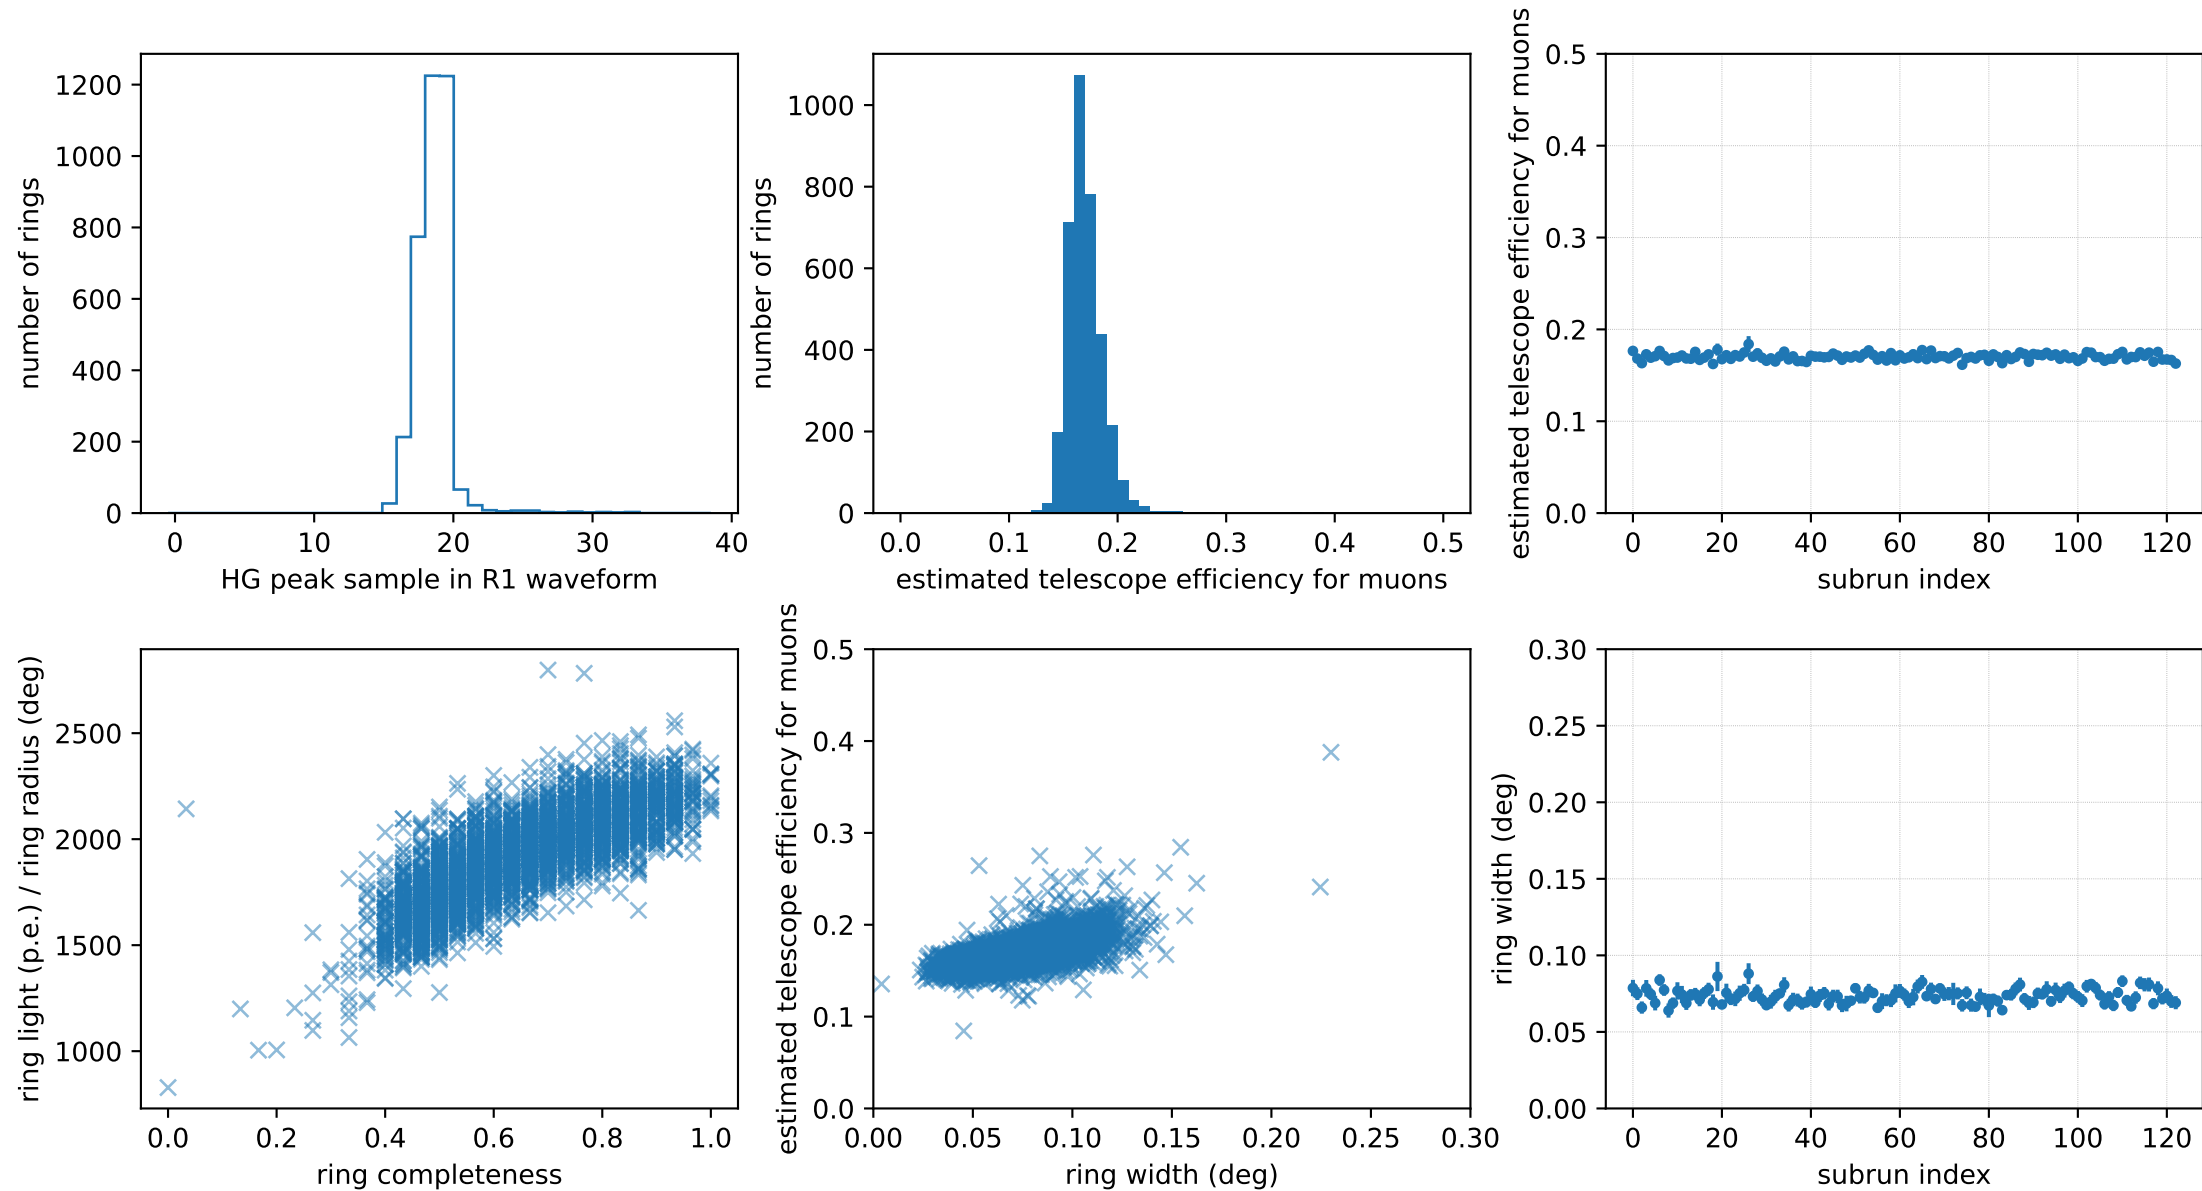 1200
1000
800
600
400
200
0
number of rings
0 10 20 30 40
HG peak sample in R1 waveform
1000
800
600
400
200
0
number of rings
0.0 0.1 0.2 0.3 0.4 0.5
estimated telescope efficiency for muons
0.5
0.4
0.3
0.2
0.1
0.0
estimated telescope efficiency for muons
0 20 40 60 80 100 120
subrun index
2500
2000
1500
1000
ring light (p.e.) / ring radius (deg)
0.0 0.2 0.4 0.6 0.8 1.0
ring completeness
0.5
0.4
0.3
0.2
0.1
0.0
estimated telescope efficiency for muons
0.00 0.05 0.10 0.15 0.20 0.25 0.30
ring width (deg)
0.30
0.25
0.20
0.15
0.10
0.05
0.00
ring width (deg)
0 20 40 60 80 100 120
subrun index